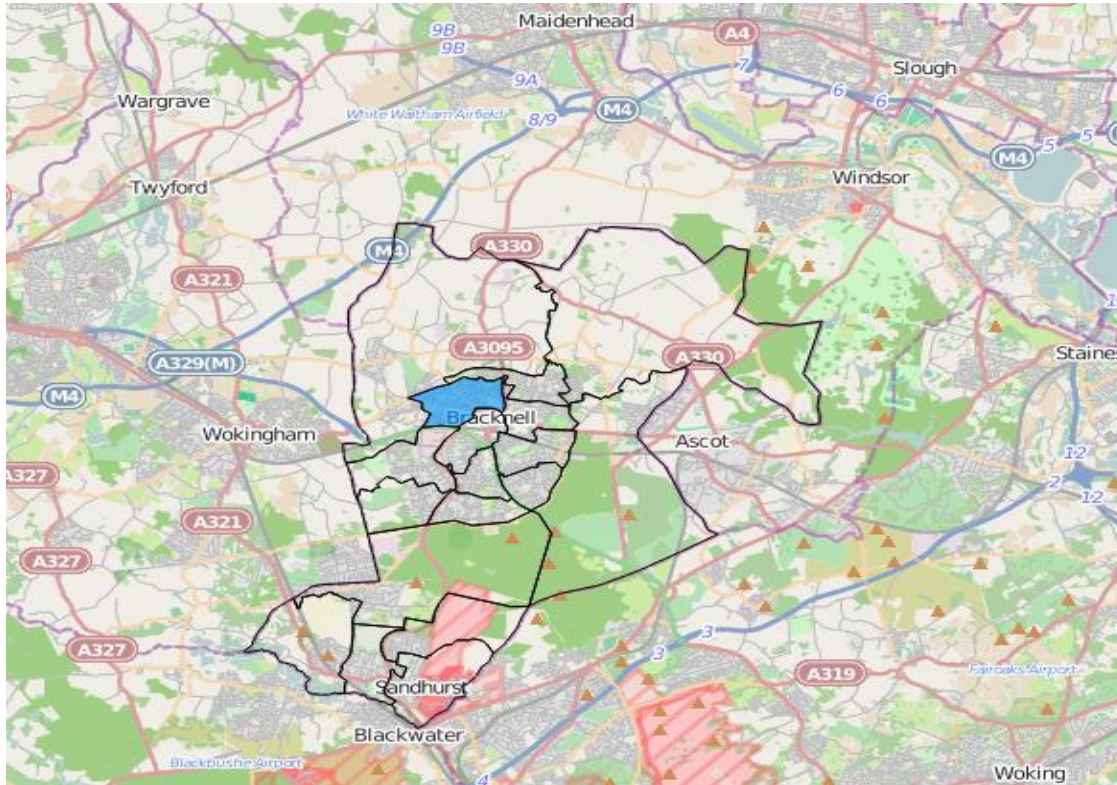 Maidenhead
9B
9B
A4
9A
7
Slough
Wargrave
6
6
White Waltham Airfield
M4
8/9
5
5
M4
Twyford
Windsor
M4
A330
A321
A3095
A330
A329(M)
M4
Bracknell
Wokingham
Ascot
12
A327
2
12
A321
A327
3
3
A327
Fairoaks Airport
A319
Sandhurst
Blackwater
Blackbushe Airport
4
Woking